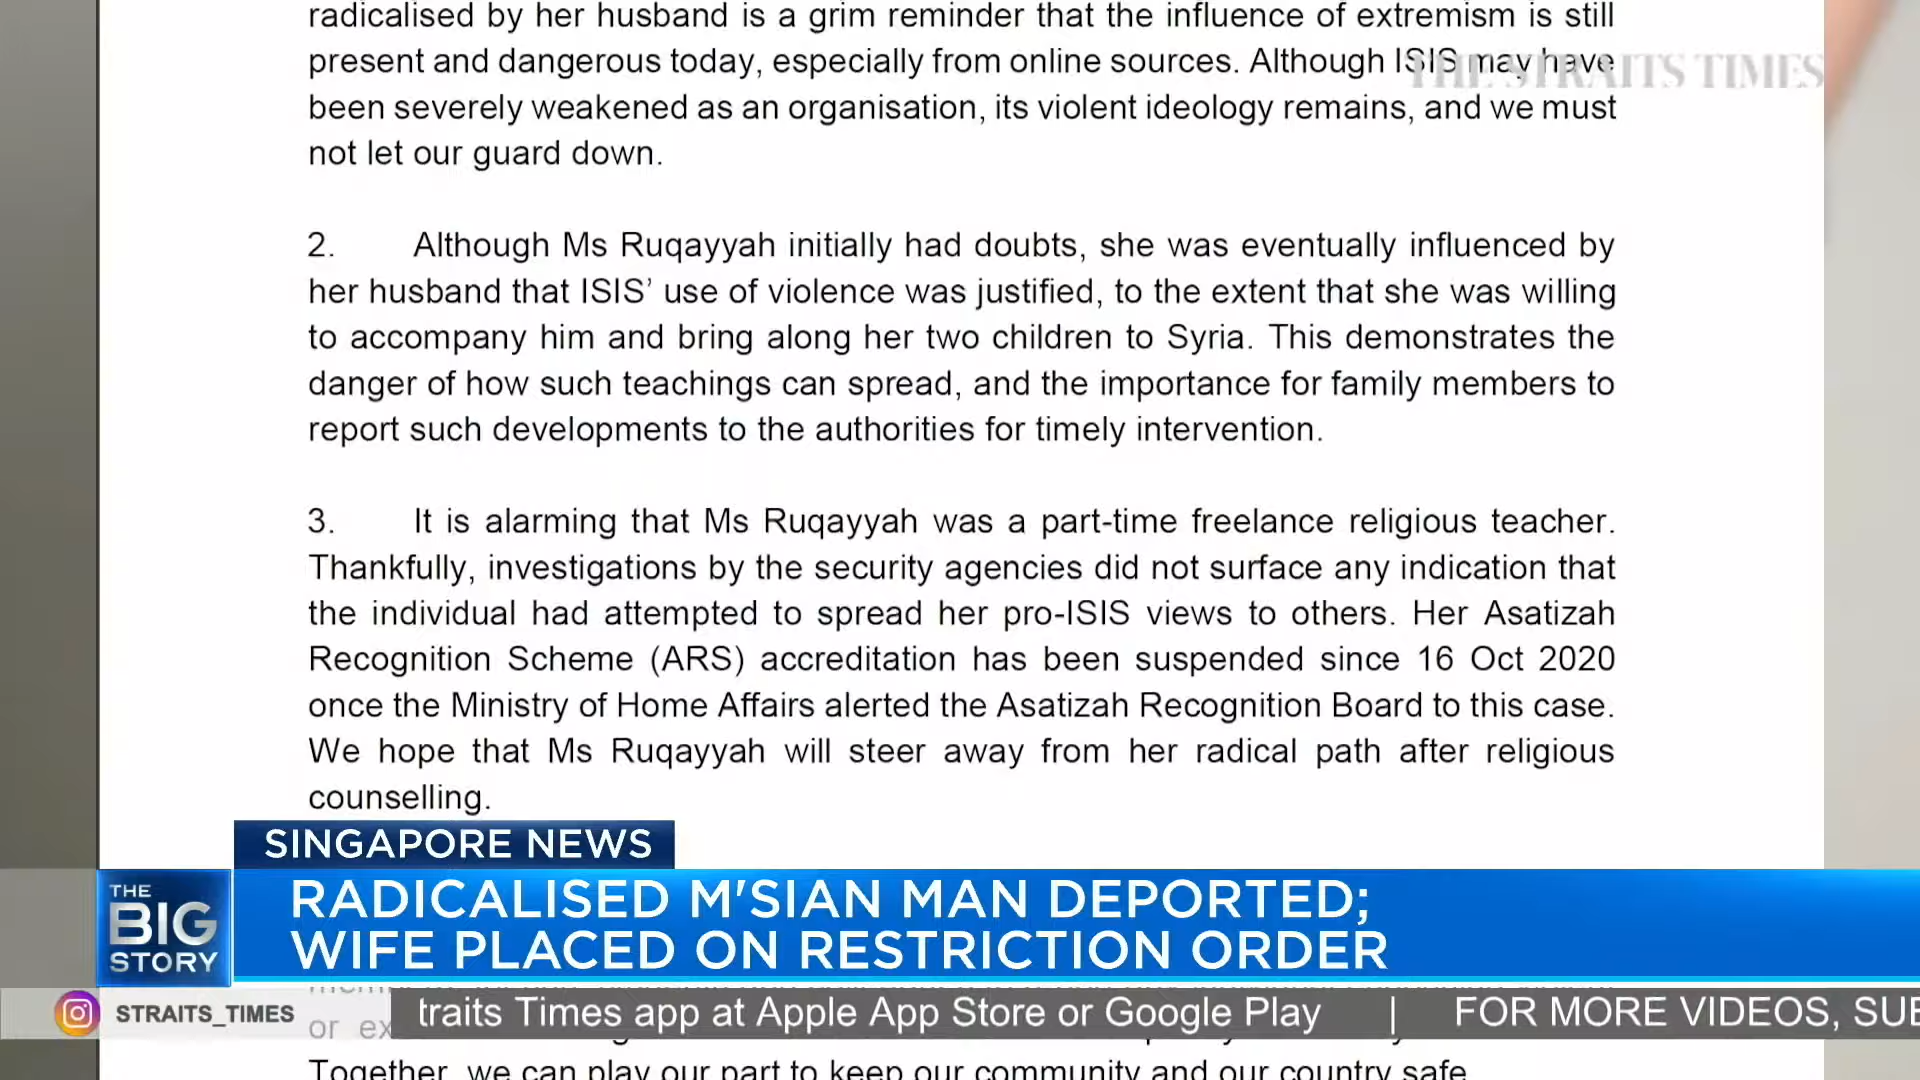 radicalised by her husband is a grim reminder that the influence of extremism is still
THE STRAITS TIMES
present and dangerous today, especially from online sources. Although ISIS may have
been severely weakened as an organisation, its violent ideology remains, and we must
not let our guard down.
2. Although Ms Ruqayyah initially had doubts, she was eventually influenced by
her husband that ISIS’ use of violence was justified, to the extent that she was willing
to accompany him and bring along her two children to Syria. This demonstrates the
danger of how such teachings can spread, and the importance for family members to
report such developments to the authorities for timely intervention.
3. It is alarming that Ms Ruqayyah was a part-time freelance religious teacher.
Thankfully, investigations by the security agencies did not surface any indication that
the individual had attempted to spread her pro-ISIS views to others. Her Asatizah
Recognition Scheme (ARS) accreditation has been suspended since 16 Oct 2020
once the Ministry of Home Affairs alerted the Asatizah Recognition Board to this case.
We hope that Ms Ruqayyah will steer away from her radical path after religious
counselling.
SINGAPORE NEWS
THE BIG STORY
RADICALISED M'SIAN MAN DEPORTED;
WIFE PLACED ON RESTRICTION ORDER
STRAITS_TIMES
traits Times app at Apple App Store or Google Play | FOR MORE VIDEOS, SUB
or ex
Together, we can play our part to keep our community and our country safe.